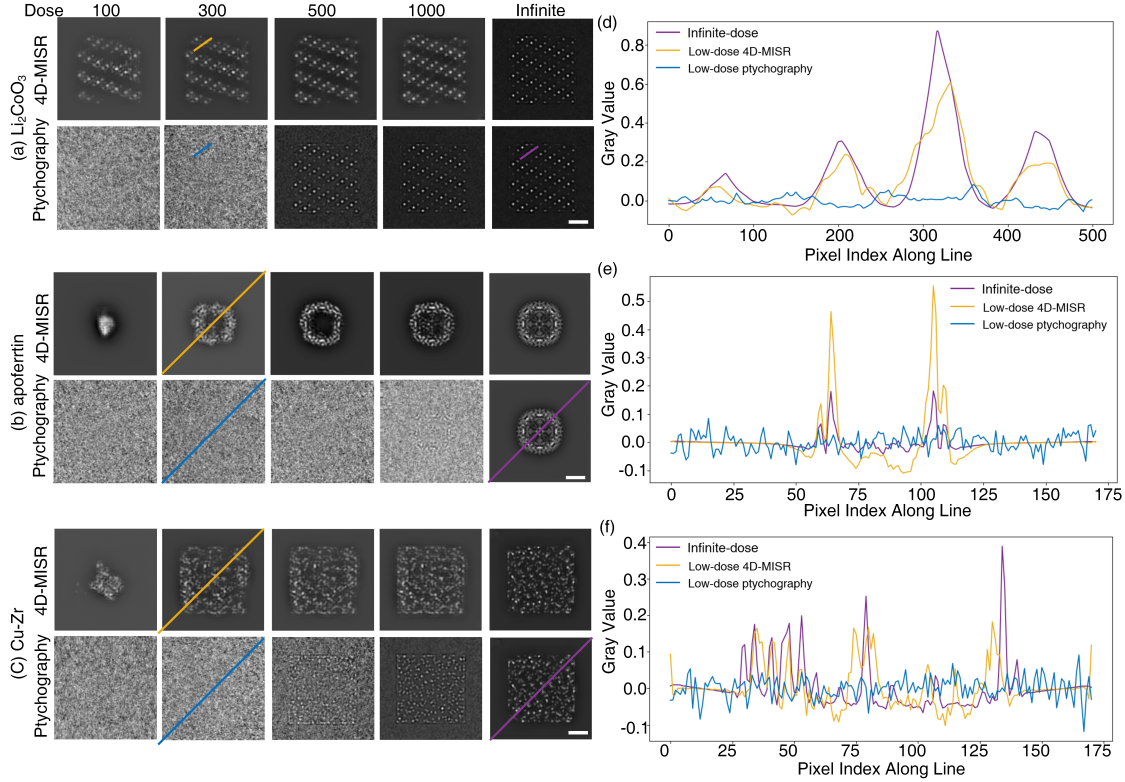 Dose 100 300 500 1000 Infinite
(a) Li₂CoO₃
4D-MISR
Ptychography
(b) apoferritin
4D-MISR
Ptychography
(C) Cu-Zr
4D-MISR
Ptychography
(d)
Infinite-dose
Low-dose 4D-MISR
Low-dose ptychography
Gray Value
0.8
0.6
0.4
0.2
0.0
0 100 200 300 400 500
Pixel Index Along Line
(e)
Infinite-dose
Low-dose 4D-MISR
Low-dose ptychography
Gray Value
0.5
0.4
0.3
0.2
0.1
0.0
-0.1
0 25 50 75 100 125 150 175
Pixel Index Along Line
(f)
Infinite-dose
Low-dose 4D-MISR
Low-dose ptychography
Gray Value
0.4
0.3
0.2
0.1
0.0
-0.1
0 25 50 75 100 125 150 175
Pixel Index Along Line